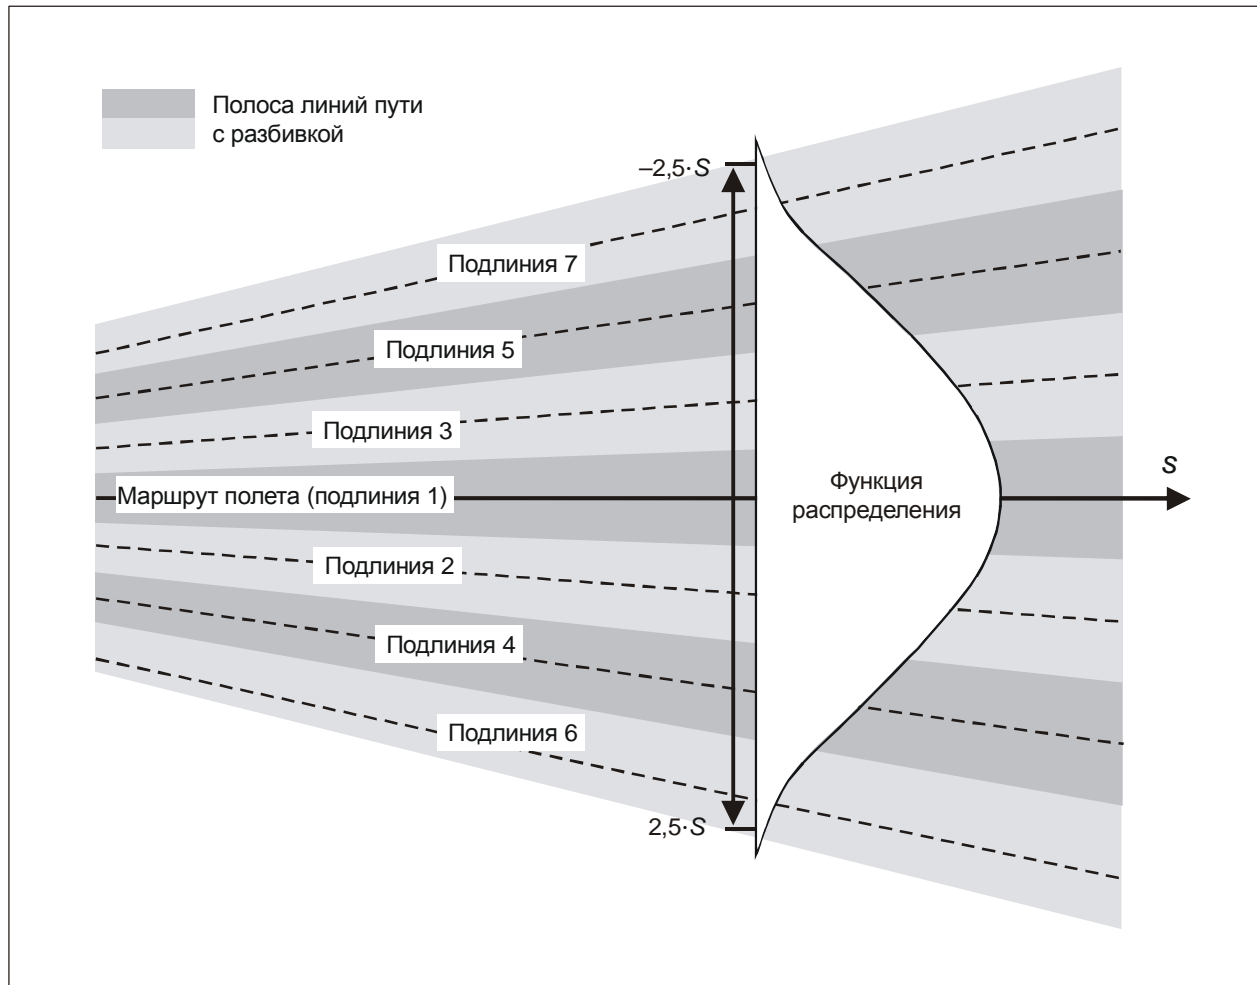 Полоса линий пути
с разбивкой
–2,5·S
Подлиния 7
Подлиния 5
Подлиния 3
Маршрут полета (подлиния 1)
Функция
распределения
s
Подлиния 2
Подлиния 4
Подлиния 6
2,5·S